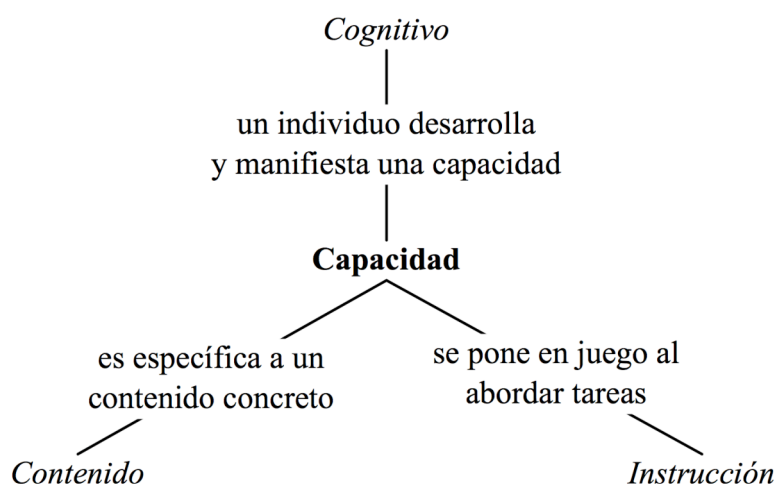 Cognitivo
un individuo desarrolla
y manifiesta una capacidad
Capacidad
es específica a un
contenido concreto
se pone en juego al
abordar tareas
Contenido
Instrucción